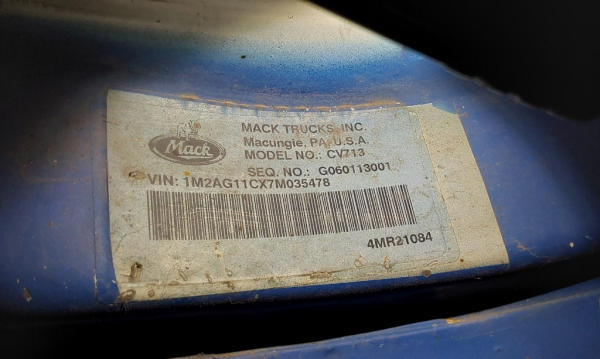 Mack
MACK TRUCKS, INC.
Macungie, PA, U.S.A.
MODEL NO.: CV713
SEQ. NO.: G060113001
VIN: 1M2AG11CX7M035478
4MR21084